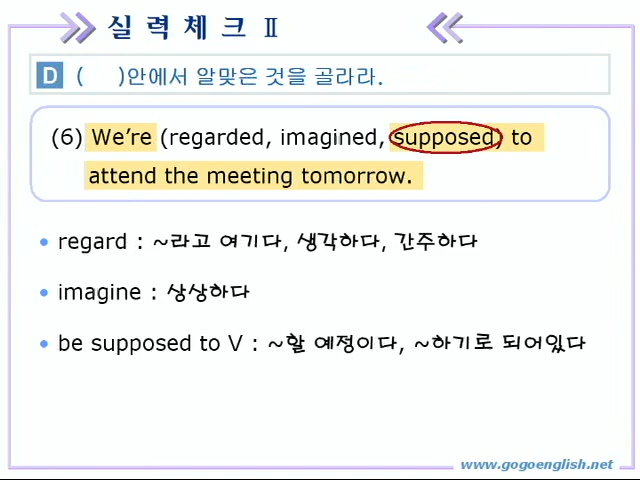 실 력 체 크 Ⅱ
D (    )안에서 알맞은 것을 골라라.
(6) We’re (regarded, imagined, supposed) to
attend the meeting tomorrow.
• regard : ~라고 여기다, 생각하다, 간주하다
• imagine : 상상하다
• be supposed to V : ~할 예정이다, ~하기로 되어있다
www.gogoenglish.net